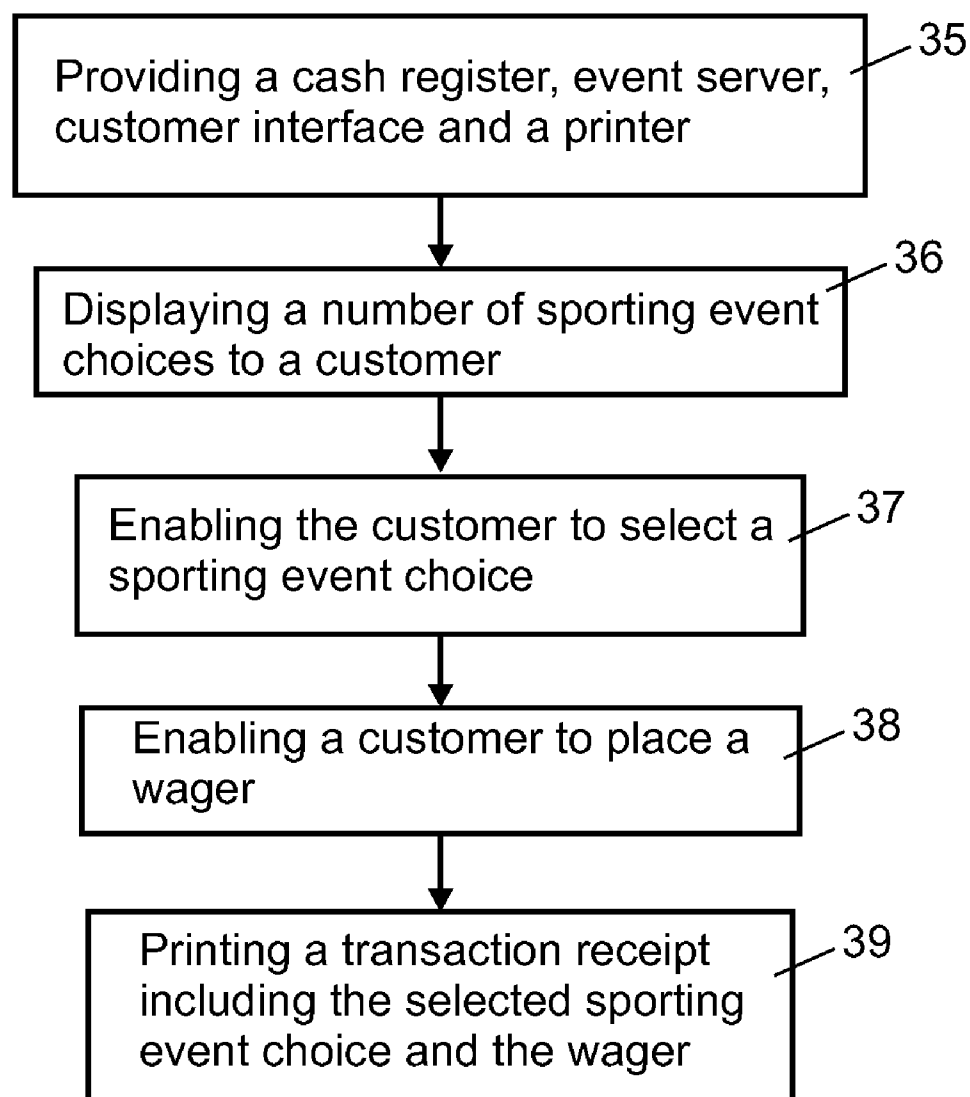 Providing a cash register, event server,
customer interface and a printer
35
Displaying a number of sporting event
choices to a customer
36
Enabling the customer to select a
sporting event choice
37
Enabling a customer to place a
wager
38
Printing a transaction receipt
including the selected sporting
event choice and the wager
39